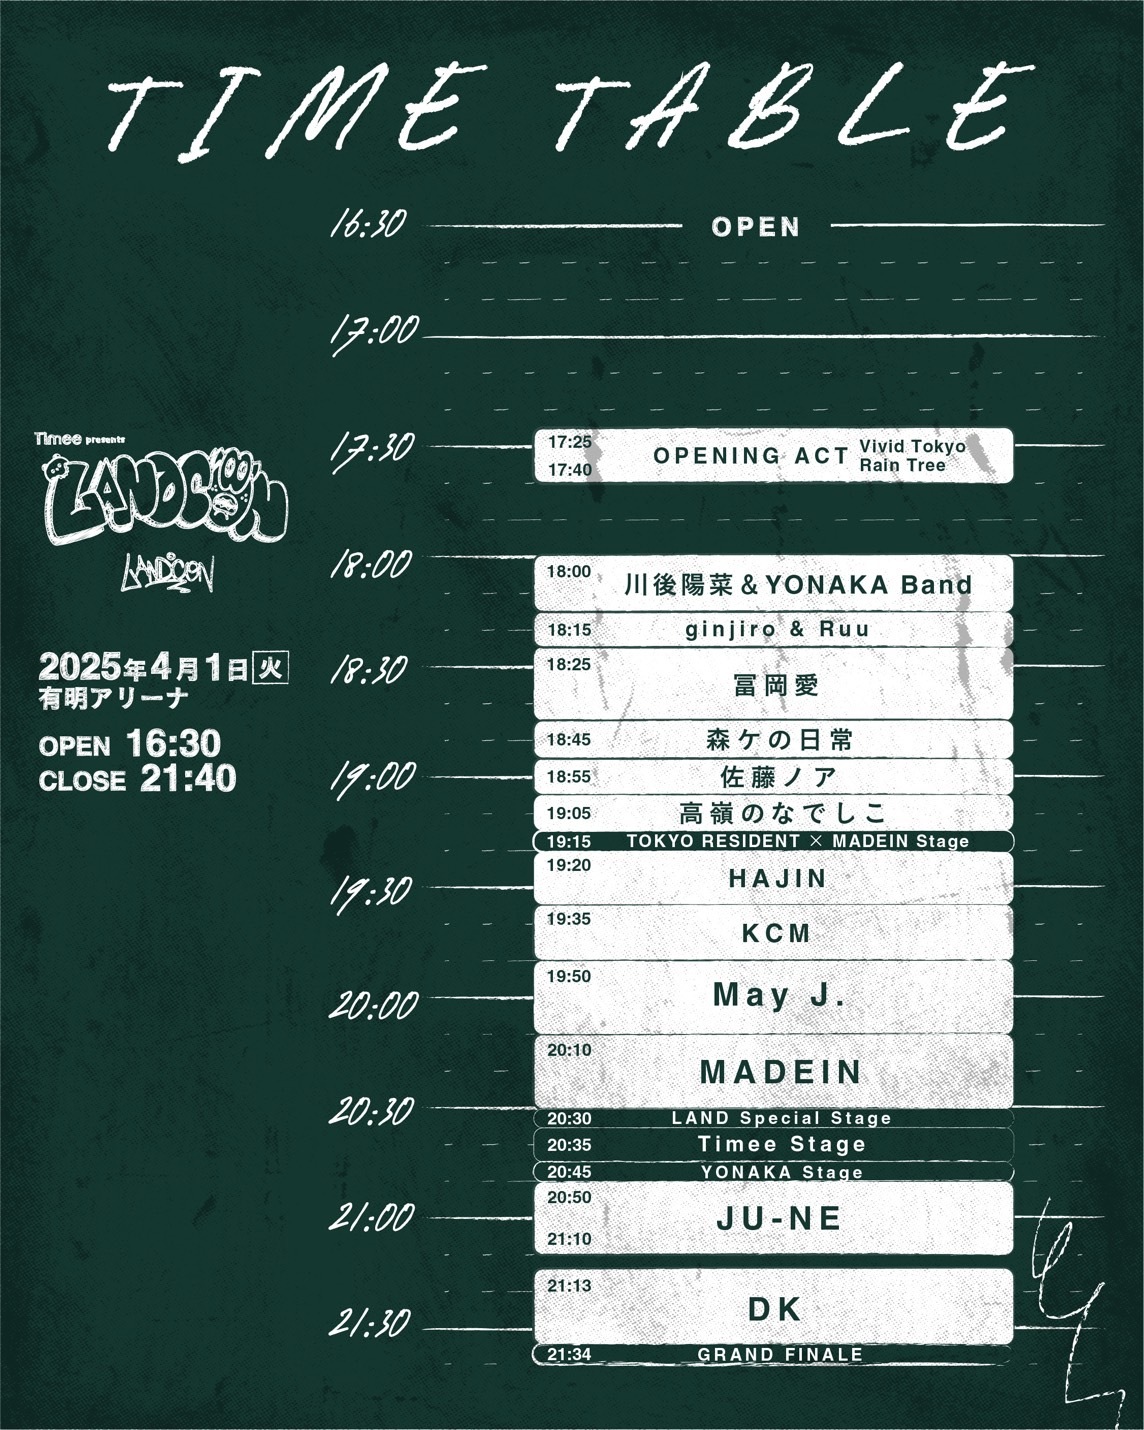 TIME TABLE
16:30 OPEN
17:00
17:30
17:25
17:40
OPENING ACT Vivid Tokyo
Rain Tree
Timee presents
LANDCON
LANDCON
2025年4月1日 火
有明アリーナ
OPEN 16:30
CLOSE 21:40
18:00
18:00 川後陽菜&YONAKA Band
18:15 ginjiro & Ruu
18:30
18:25 冨岡愛
18:45 森ケの日常
19:00
18:55 佐藤ノア
19:05 高嶺のなでしこ
19:15 TOKYO RESIDENT × MADEIN Stage
19:20 HAJIN
19:30
19:35 KCM
19:50 May J.
20:00
20:10 MADEIN
20:30
20:30 LAND Special Stage
20:35 Timee Stage
20:45 YONAKA Stage
21:00
20:50
21:10
JU-NE
21:13 DK
21:30
21:34 GRAND FINALE